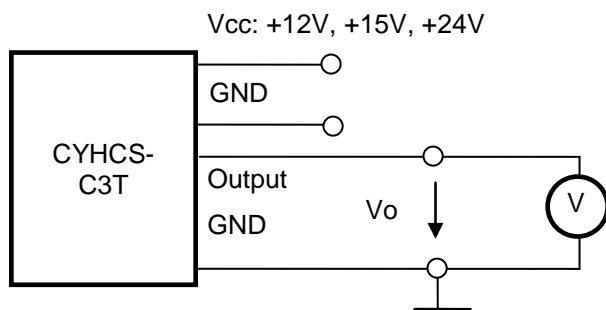 Vcc: +12V, +15V, +24V
GND
CYHCS-
C3T
Output
GND
Vo
V